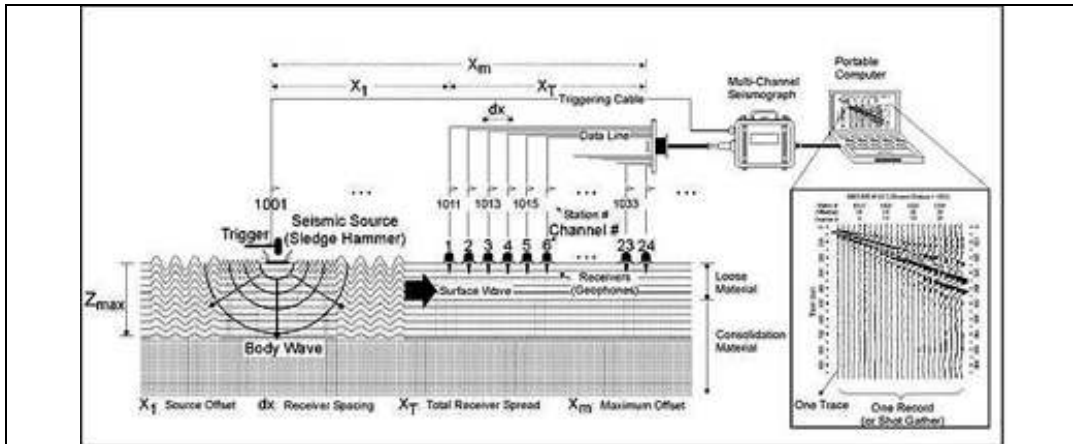 Xm
X1 XT
Triggering Cable
dx
Data Line
Multi-Channel
Seismograph
Portable
Computer
1001 ... 1011 1013 1015 ... 1033 ...
Station #
Channel #
Trigger
Seismic Source
(Sledge Hammer)
1 2 3 4 5 6 ... 23 24
Receivers
(Geophones)
Surface Wave
Zmax
Body Wave
Loose
Material
Consolidation
Material
X1 Source Offset dx Receiver Spacing XT Total Receiver Spread Xm Maximum Offset
One Trace
One Record
(or Shot Gather)